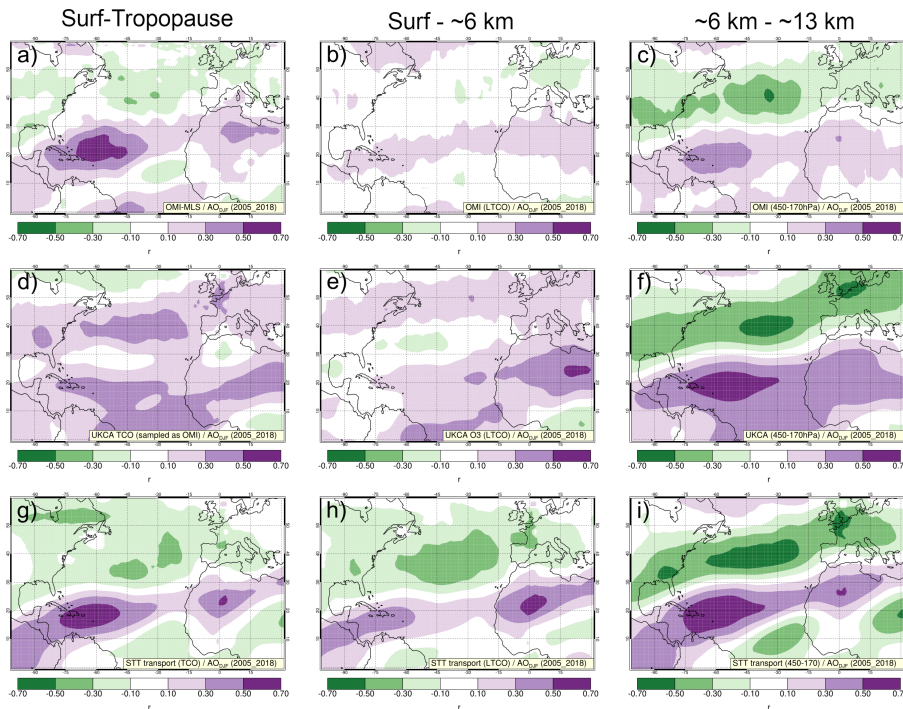 Surf-Tropopause
Surf - ~6 km
~6 km - ~13 km
a)
b)
c)
OMI-MLS / AO_DJF (2005_2018)
OMI (LTCO) / AO_DJF (2005_2018)
OMI (450-170hPa) / AO_DJF (2005_2018)
-0.70 -0.50 -0.30 -0.10 0.10 0.30 0.50 0.70
-0.70 -0.50 -0.30 -0.10 0.10 0.30 0.50 0.70
-0.70 -0.50 -0.30 -0.10 0.10 0.30 0.50 0.70
r
r
r
d)
e)
f)
UKCA TCO (sampled as OMI) / AO_DJF (2005_2018)
UKCA O3 (LTCO) / AO_DJF (2005_2018)
UKCA (450-170hPa) / AO_DJF (2005_2018)
-0.70 -0.50 -0.30 -0.10 0.10 0.30 0.50 0.70
-0.70 -0.50 -0.30 -0.10 0.10 0.30 0.50 0.70
-0.70 -0.50 -0.30 -0.10 0.10 0.30 0.50 0.70
r
r
r
g)
h)
i)
STT transport (TCO) / AO_DJF (2005_2018)
STT transport (LTCO) / AO_DJF (2005_2018)
STT transport (450-170) / AO_DJF (2005_2018)
-0.70 -0.50 -0.30 -0.10 0.10 0.30 0.50 0.70
-0.70 -0.50 -0.30 -0.10 0.10 0.30 0.50 0.70
-0.70 -0.50 -0.30 -0.10 0.10 0.30 0.50 0.70
r
r
r